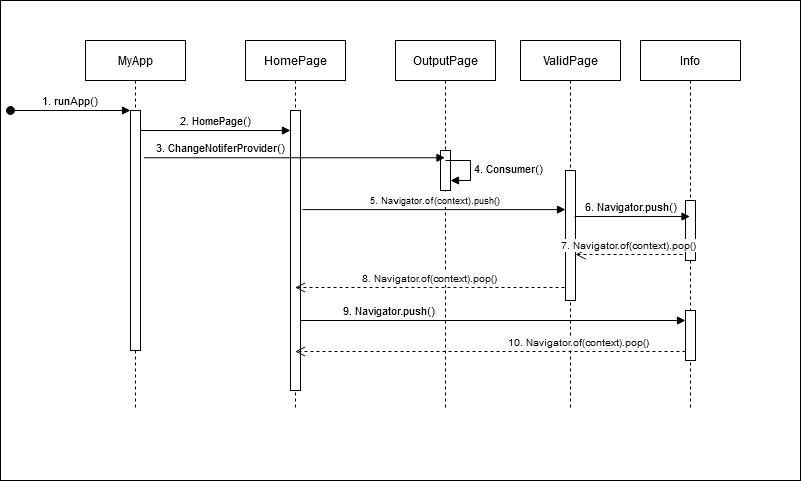 MyApp
HomePage
OutputPage
ValidPage
Info
1. runApp()
2. HomePage()
3. ChangeNotiferProvider()
4. Consumer()
5. Navigator.of(context).push()
6. Navigator.push()
7. Navigator.of(context).pop()
8. Navigator.of(context).pop()
9. Navigator.push()
10. Navigator.of(context).pop()